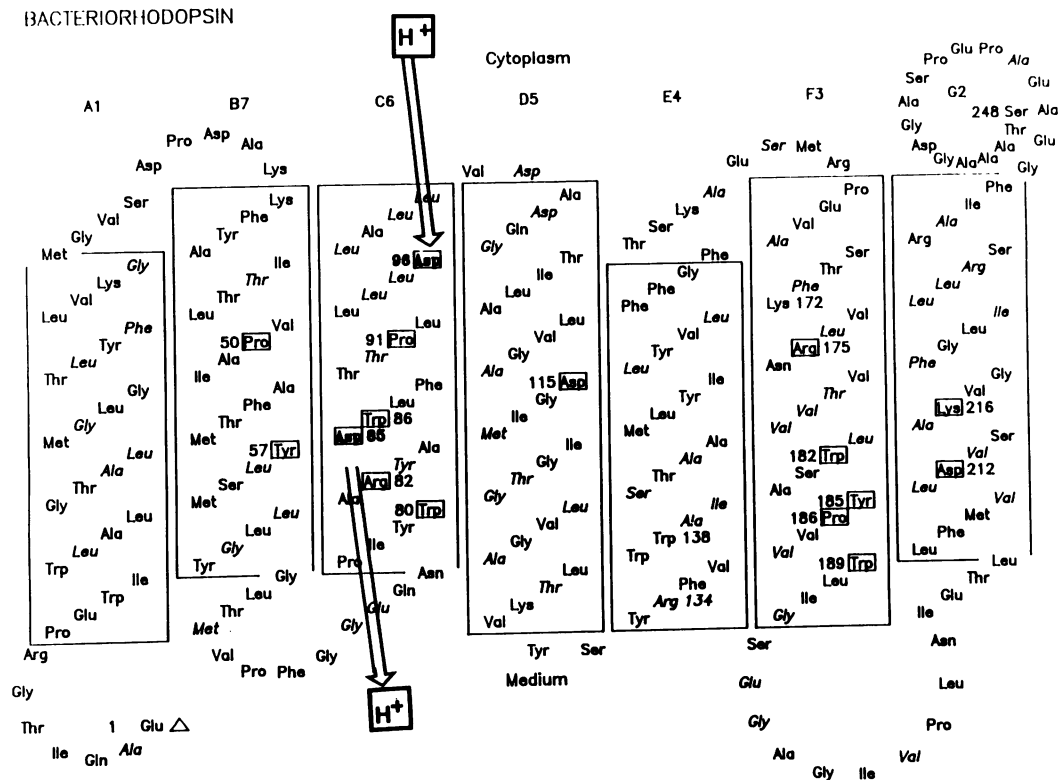 BACTERIORHODOPSIN
H+
Cytoplasm
A1 B7 C6 D5 E4 F3 G2
Met Gly Val Ser Asp Pro Asp Ala Lys
Gly Lys Val Leu Phe Tyr Leu Thr Gly Leu Gly Met Leu Ala Thr Gly Leu Ala Leu Trp Ile Trp Glu Pro
Arg Gly Thr Ile Gln Ala 1 Glu △
Lys Phe Tyr Ala Ile Thr Thr Leu Val 50 Pro Ala Ile Ala Phe Thr Met 57 Tyr Leu Ser Met Leu Leu Gly Tyr
Gly Leu Thr Met Val Pro Phe Gly Gly Glu Gln Asn
Leu Leu Ala Leu 96 Asp Leu Leu Leu Leu 91 Pro Thr Thr Phe Leu Trp 86 Asp 85 Ala Tyr Arg 82 Ala 80 Trp Tyr Ile Pro
Val Asp
Ala Asp Gln Gly Thr Ile Leu Ala Leu Val Gly Ala 115 Asp Gly Ile Met Ile Gly Thr Gly Leu Val Gly Ala Leu Thr Lys Val
Tyr Ser
Glu Ala Lys Ser Thr Phe
Gly Phe Phe Leu Val Tyr Leu Ile Tyr Leu Met Ala Ala Thr Ser Ile Ala Trp 138 Trp Val Phe Arg 134 Tyr
Ser Met Arg
Pro Glu Val Ala Ser Thr Phe Lys 172 Val Leu Arg 175 Asn Val Thr Val Val Leu 182 Trp Ser Ala 185 Tyr 186 Pro Val Val 189 Trp Leu Ile Gly
Ser Glu Gly Ala Gly Ile Val Pro Leu Asn Ile Glu Thr Leu
Phe Ile Ala Arg Ser Arg Leu Leu Ile Leu Phe Gly Val Lys 216 Ala Ser Val Asp 212 Leu Val Met Phe Leu
Gly Glu Ala Glu Ala Pro Glu Pro Ser Ala Gly Asp Gly Ala Ala Ala Thr 248 Ser
Medium
H+